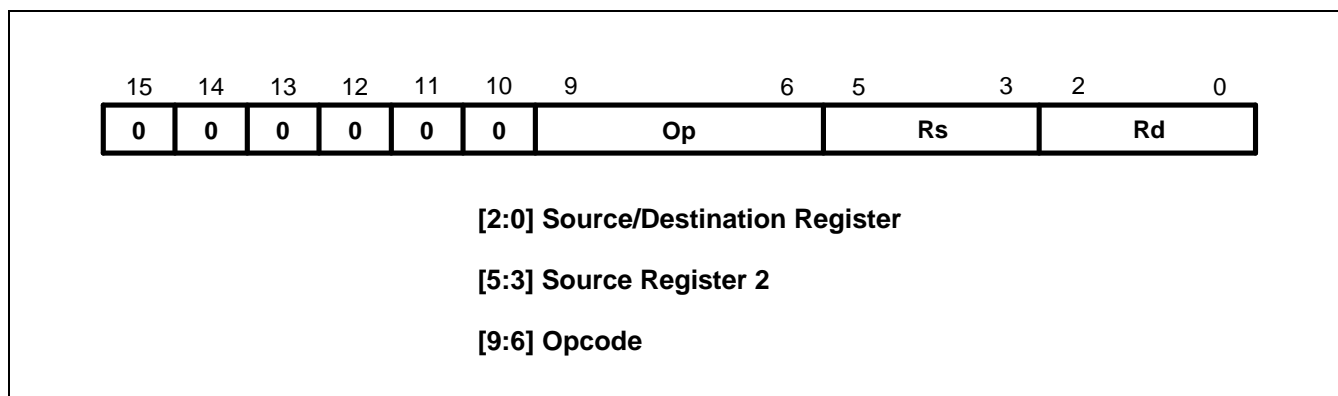 15 14 13 12 11 10 9 6 5 3 2 0
0 0 0 0 0 0 Op Rs Rd
[2:0] Source/Destination Register
[5:3] Source Register 2
[9:6] Opcode